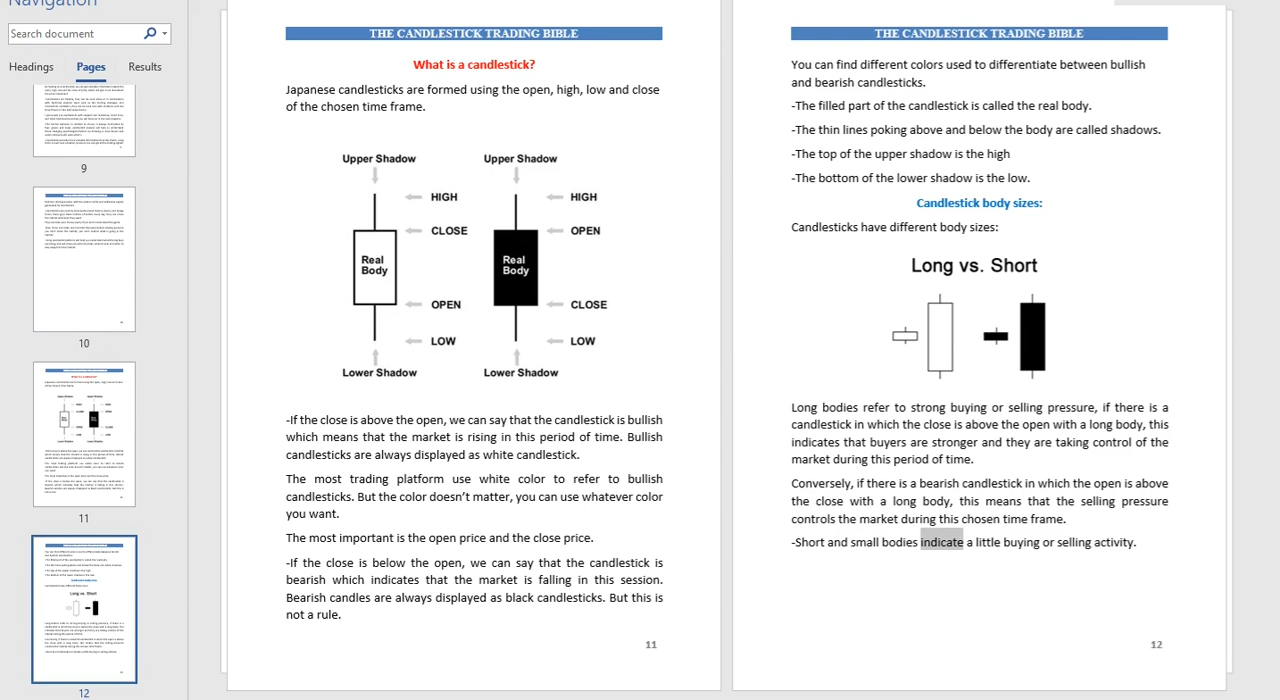 Navigation
Search document
Headings
Pages
Results
9
10
11
12
THE CANDLESTICK TRADING BIBLE
What is a candlestick?
Japanese candlesticks are formed using the open, high, low and close
of the chosen time frame.
Upper Shadow
Upper Shadow
HIGH
HIGH
CLOSE
OPEN
Real
Body
Real
Body
OPEN
CLOSE
LOW
LOW
Lower Shadow
Lower Shadow
-If the close is above the open, we can say that the candlestick is bullish
which means that the market is rising in this period of time. Bullish
candlesticks are always displayed as white candlestick.
The most trading platform use white color to refer to bullish
candlesticks. But the color doesn’t matter, you can use whatever color
you want.
The most important is the open price and the close price.
-If the close is below the open, we can say that the candlestick is
bearish which indicates that the market is falling in this session.
Bearish candles are always displayed as black candlesticks. But this is
not a rule.
11
THE CANDLESTICK TRADING BIBLE
You can find different colors used to differentiate between bullish
and bearish candlesticks.
-The filled part of the candlestick is called the real body.
-The thin lines poking above and below the body are called shadows.
-The top of the upper shadow is the high
-The bottom of the lower shadow is the low.
Candlestick body sizes:
Candlesticks have different body sizes:
Long vs. Short
Long bodies refer to strong buying or selling pressure, if there is a
candlestick in which the close is above the open with a long body, this
indicates that buyers are stronger and they are taking control of the
market during this period of time.
Conversely, if there is a bearish candlestick in which the open is above
the close with a long body, this means that the selling pressure
controls the market during this chosen time frame.
-Short and small bodies indicate a little buying or selling activity.
12